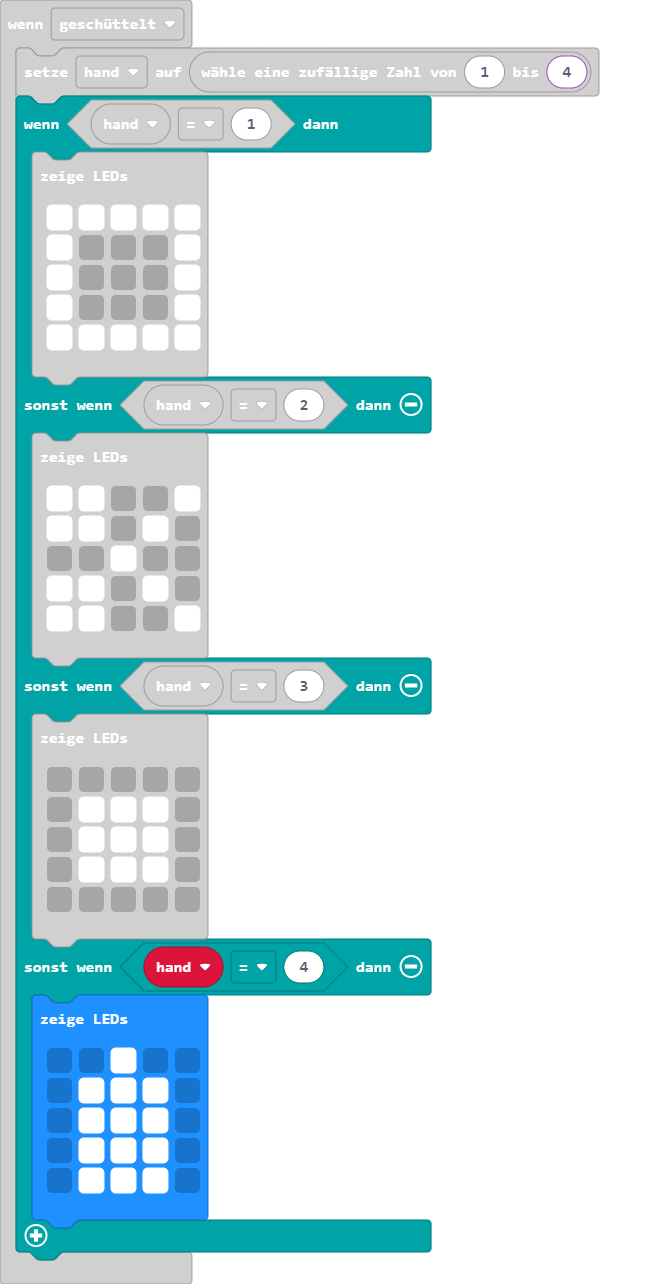 wenn geschüttelt
setze hand auf wähle eine zufällige Zahl von 1 bis 4
wenn hand = 1 dann
zeige LEDs
sonst wenn hand = 2 dann
zeige LEDs
sonst wenn hand = 3 dann
zeige LEDs
sonst wenn hand = 4 dann
zeige LEDs